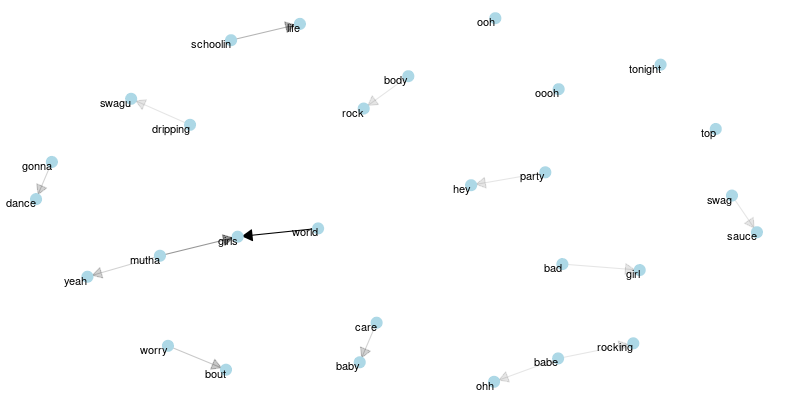 ooh
life
schoolin
tonight
body
oooh
swagu
rock
dripping
top
gonna
party
hey
dance
swag
world
sauce
girls
mutha
bad
girl
yeah
care
rocking
worry
babe
baby
bout
ohh